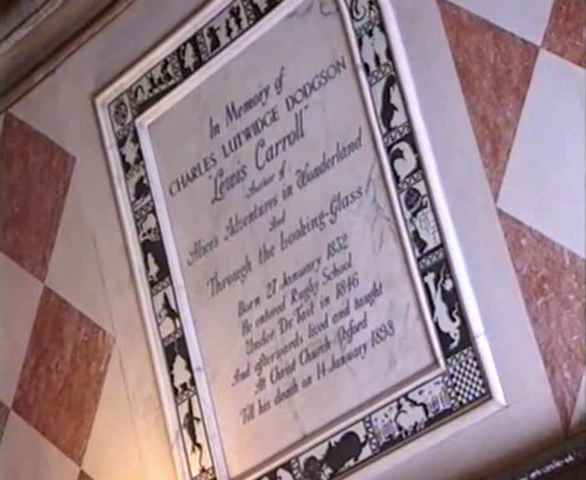 In Memory of
CHARLES LUTWIDGE DODGSON
"Lewis Carroll"
Author of
Alice's Adventures in Wonderland
And
Through the Looking-Glass
Born 27 January 1832
He entered Rugby School
Under Dr. Tait in 1846
And afterwards lived and taught
At Christ Church Oxford
Till his death on 14 January 1898